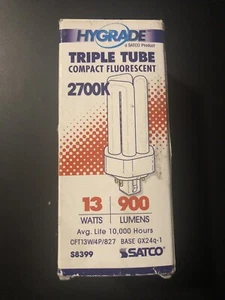 HYGRADE
a SATCO Product
TRIPLE TUBE
COMPACT FLUORESCENT
2700K
13 900
WATTS LUMENS
Avg. Life 10,000 Hours
CFT13W/4P/827 BASE GX24q-1
S8399 SATCO